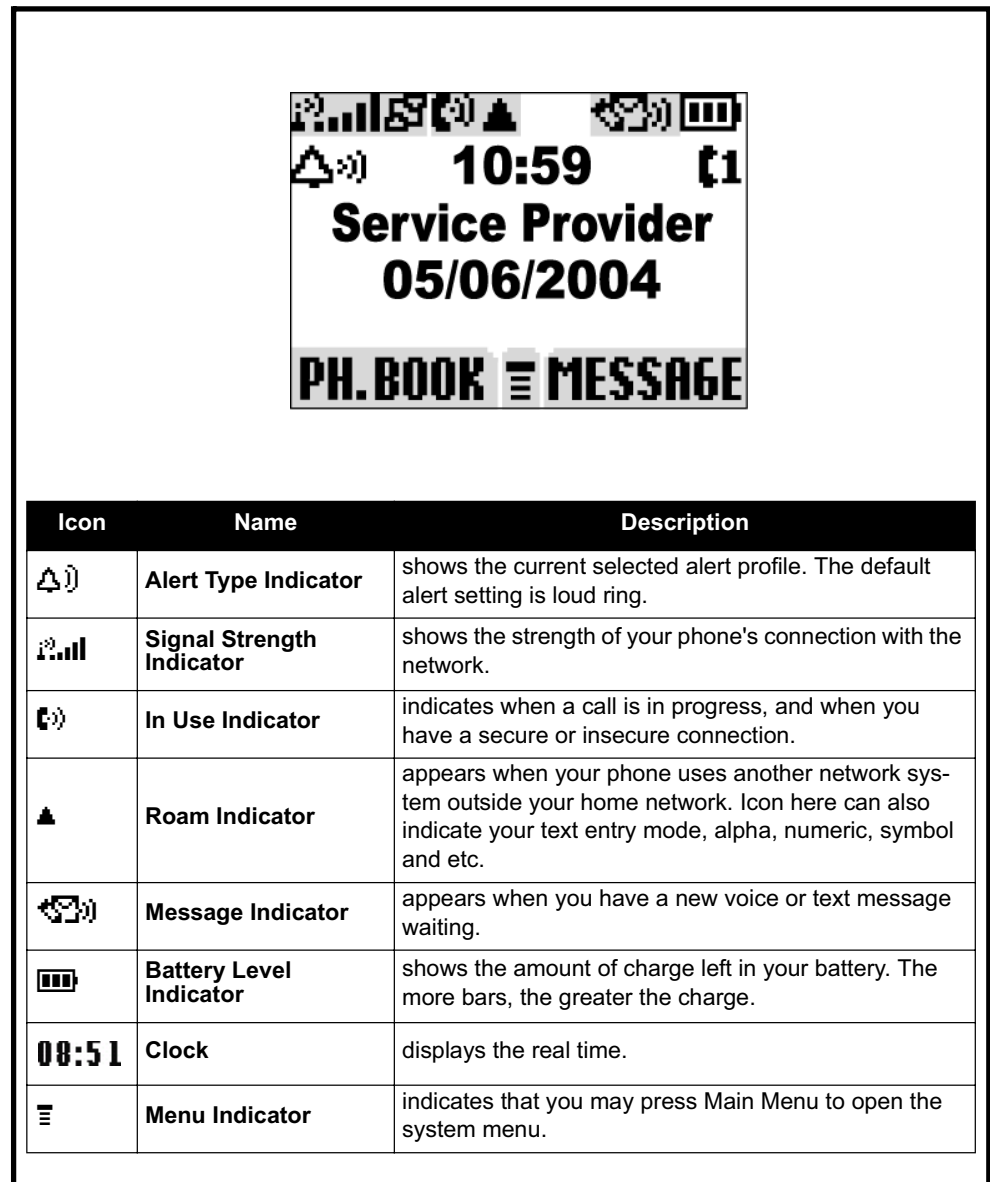 10:59 1
Service Provider
05/06/2004
PH.BOOK MESSAGE
Icon Name Description
Alert Type Indicator
shows the current selected alert profile. The default
alert setting is loud ring.
Signal Strength
Indicator
shows the strength of your phone's connection with the
network.
In Use Indicator
indicates when a call is in progress, and when you
have a secure or insecure connection.
Roam Indicator
appears when your phone uses another network sys-
tem outside your home network. Icon here can also
indicate your text entry mode, alpha, numeric, symbol
and etc.
Message Indicator
appears when you have a new voice or text message
waiting.
Battery Level
Indicator
shows the amount of charge left in your battery. The
more bars, the greater the charge.
08:51 Clock displays the real time.
Menu Indicator
indicates that you may press Main Menu to open the
system menu.